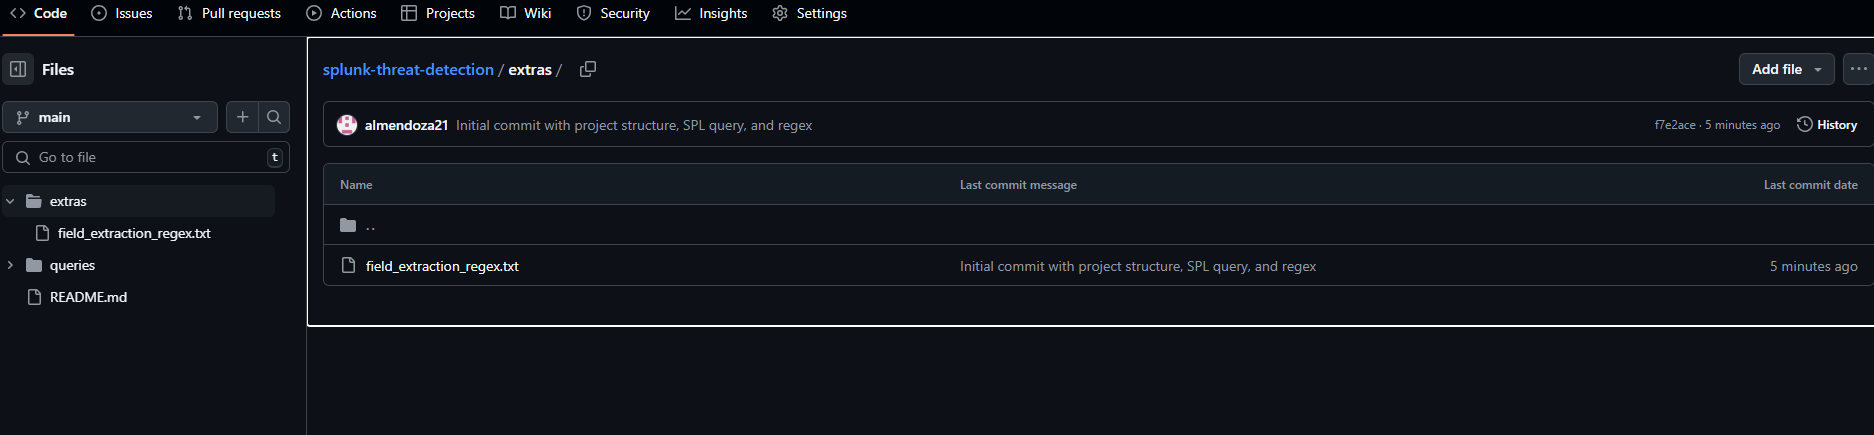 Code Issues Pull requests Actions Projects Wiki Security Insights Settings
Files
main
Go to file t
extras
field_extraction_regex.txt
queries
README.md
splunk-threat-detection / extras /
Add file
almendoza21 Initial commit with project structure, SPL query, and regex f7e2ace · 5 minutes ago History
Name Last commit message Last commit date
..
field_extraction_regex.txt Initial commit with project structure, SPL query, and regex 5 minutes ago